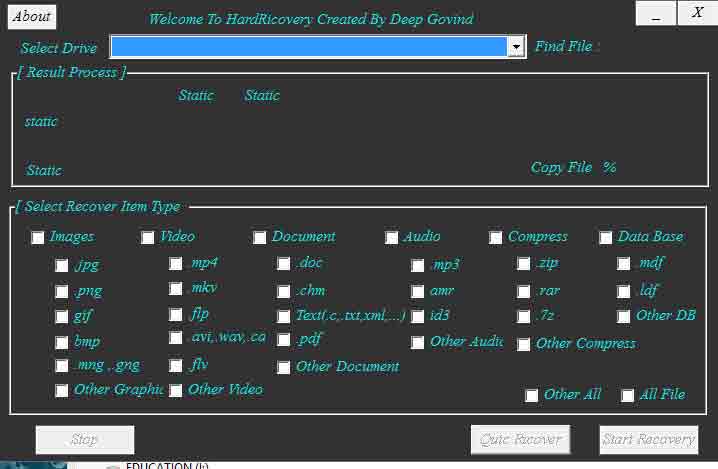 About
Welcome To HardRicovery Created By Deep Govind
_ X
Select Drive
Find File :
[ Result Process ]
Static Static
static
Static
Copy File %
[ Select Recover Item Type
Images Video Document Audio Compress Data Base
.jpg .mp4 .doc .mp3 .zip .mdf
.png .mkv .chm amr .rar .ldf
gif .flp Text(.c,.txt,xml,...) id3 .7z Other DB
bmp .avi,.wav,.ca .pdf Other Audic Other Compress
.mng ,.gng .flv Other Document
Other Graphic Other Video
Other All All File
Stop Quic Ricover Start Recovery
EDUCATION (I:)